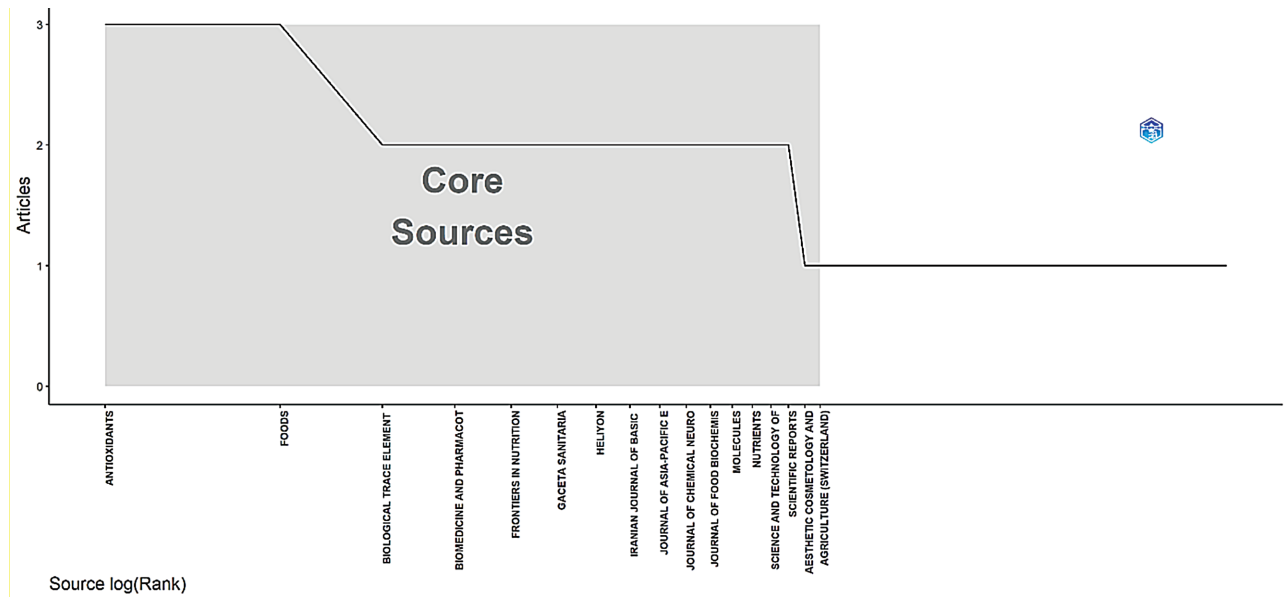 3
2
1
0
Articles
Core
Sources
ANTIOXIDANTS
FOODS
BIOLOGICAL TRACE ELEMENT
BIOMEDICINE AND PHARMACOT
FRONTIERS IN NUTRITION
GACETA SANITARIA
HELIYON
IRANIAN JOURNAL OF BASIC
JOURNAL OF ASIA-PACIFIC E
JOURNAL OF CHEMICAL NEURO
JOURNAL OF FOOD BIOCHEMIS
MOLECULES
NUTRIENTS
SCIENCE AND TECHNOLOGY OF
SCIENTIFIC REPORTS
AESTHETIC COSMETOLOGY AND
AGRICULTURE (SWITZERLAND)
Source log(Rank)